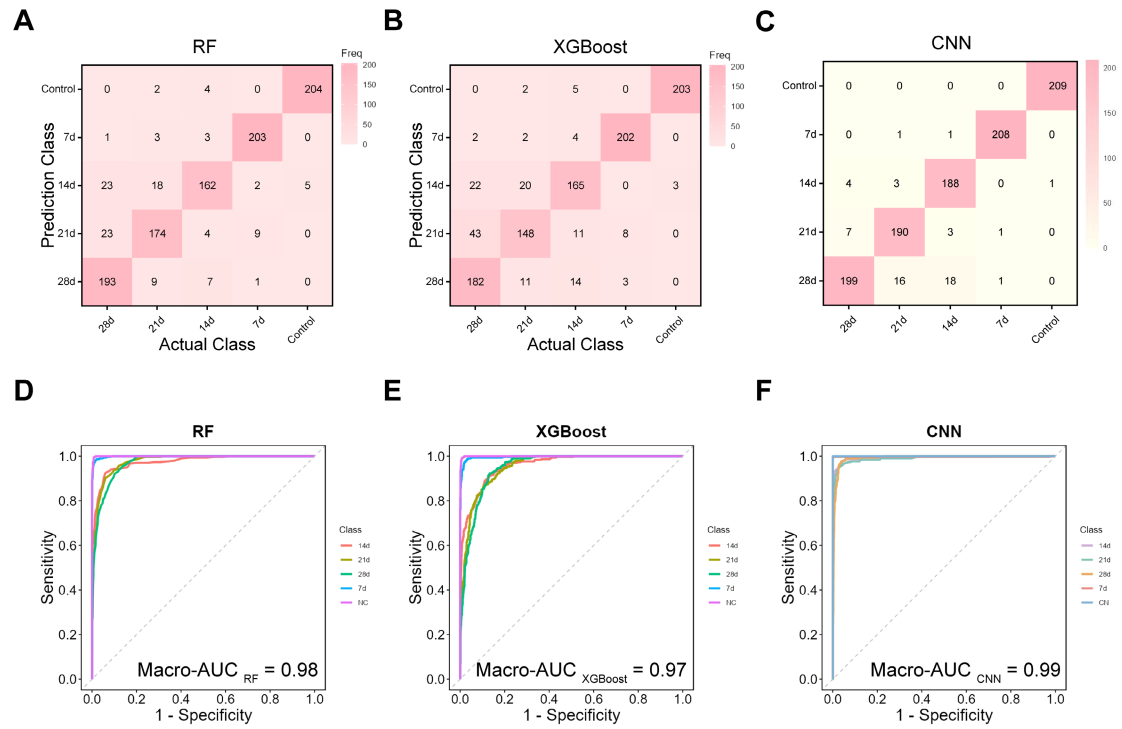 A
RF
Prediction Class
Control 0 2 4 0 204
7d 1 3 3 203 0
14d 23 18 162 2 5
21d 23 174 4 9 0
28d 193 9 7 1 0
28d 21d 14d 7d Control
Actual Class
Freq
200
150
100
50
0
B
XGBoost
Prediction Class
Control 0 2 5 0 203
7d 2 2 4 202 0
14d 22 20 165 0 3
21d 43 148 11 8 0
28d 182 11 14 3 0
28d 21d 14d 7d Control
Actual Class
Freq
200
150
100
50
0
C
CNN
Control 0 0 0 0 209
7d 0 1 1 208 0
14d 4 3 188 0 1
21d 7 190 3 1 0
28d 199 16 18 1 0
28d 21d 14d 7d Control
200
150
100
50
0
D
RF
Sensitivity
1.0
0.8
0.6
0.4
0.2
0.0
Macro-AUC RF = 0.98
0.0 0.2 0.4 0.6 0.8 1.0
1 - Specificity
Class
14d
21d
28d
7d
NC
E
XGBoost
Sensitivity
1.0
0.8
0.6
0.4
0.2
0.0
Macro-AUC XGBoost = 0.97
0.0 0.2 0.4 0.6 0.8 1.0
1 - Specificity
Class
14d
21d
28d
7d
NC
F
CNN
Sensitivity
1.0
0.8
0.6
0.4
0.2
0.0
Macro-AUC CNN = 0.99
0.0 0.2 0.4 0.6 0.8 1.0
1 - Specificity
Class
14d
21d
28d
7d
CN